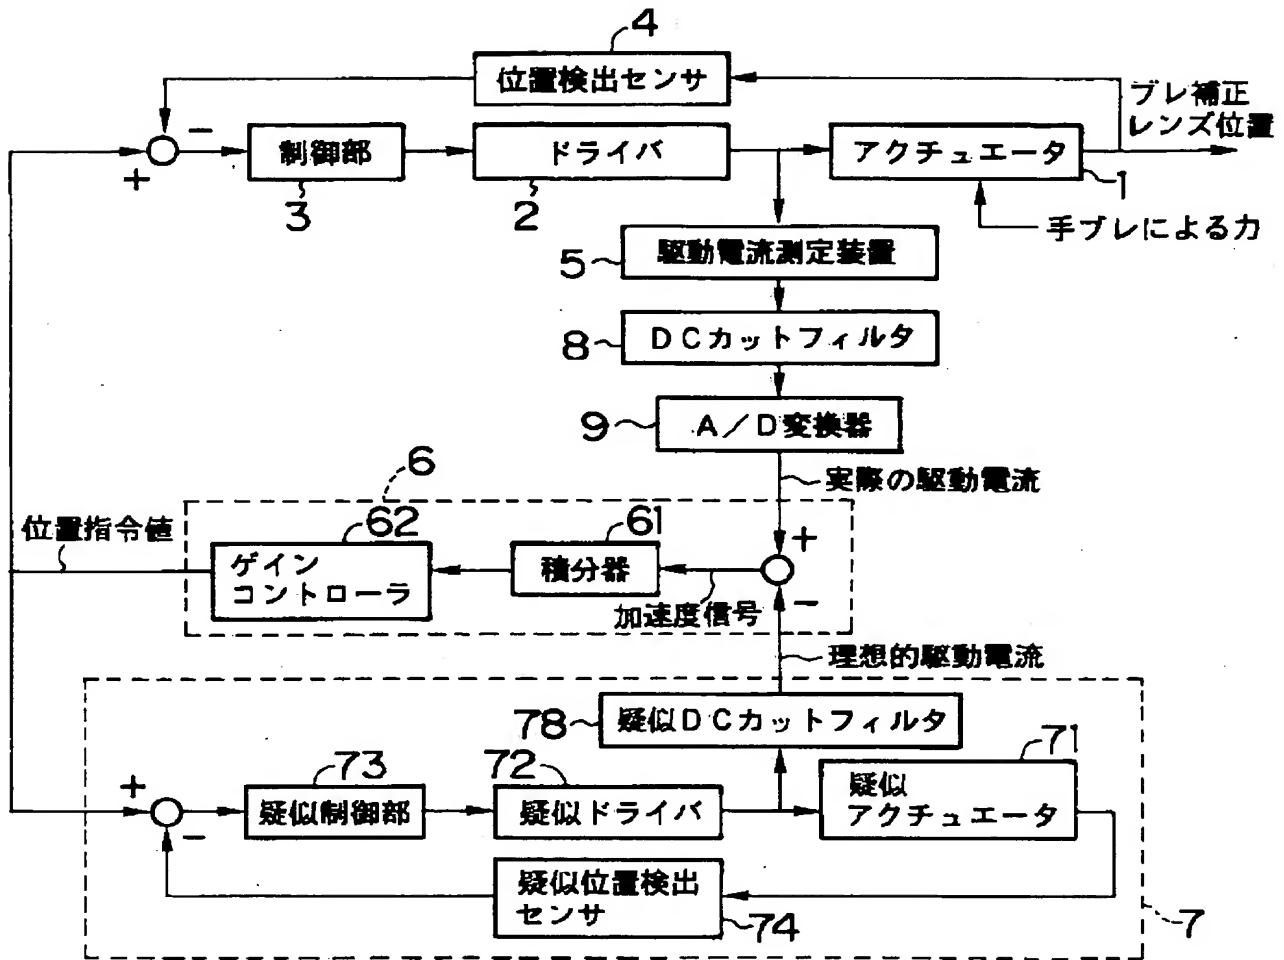 4
位置検出センサ
ブレ補正
レンズ位置
−
+
制御部
ドライバ
アクチュエータ
3
2
1
手ブレによる力
5
駆動電流測定装置
8
DCカットフィルタ
9
A/D変換器
実際の駆動電流
6
位置指令値
62
61
+
ゲイン
コントローラ
積分器
−
加速度信号
理想的駆動電流
78
疑似DCカットフィルタ
71
73
72
+
疑似制御部
疑似ドライバ
疑似
アクチュエータ
−
疑似位置検出
センサ
74
7